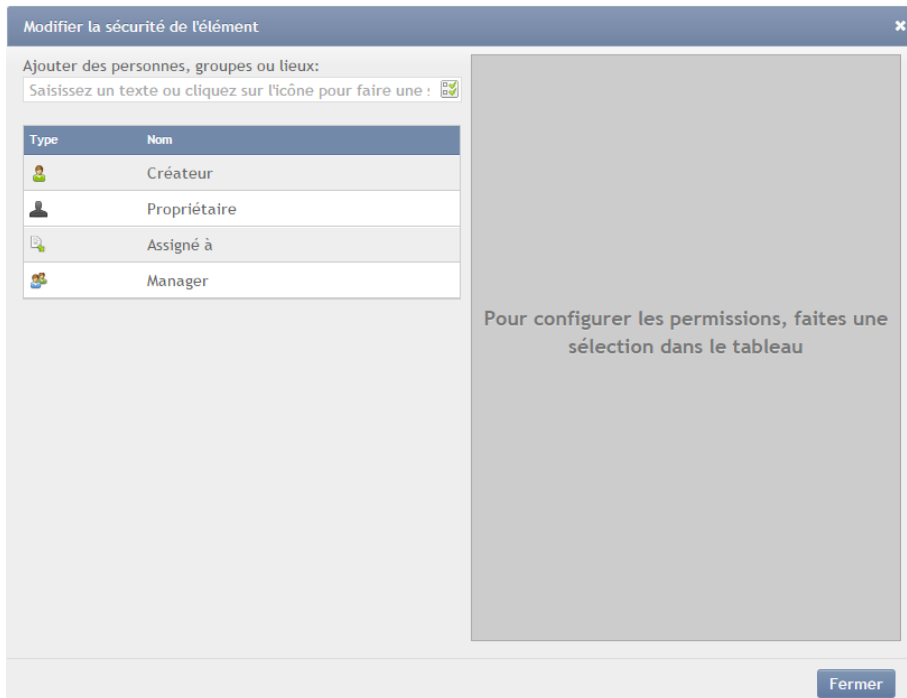 Modifier la sécurité de l'élément
Ajouter des personnes, groupes ou lieux:
Saisissez un texte ou cliquez sur l'icône pour faire une s
Type Nom
Créateur
Propriétaire
Assigné à
Manager
Pour configurer les permissions, faites une
sélection dans le tableau
Fermer